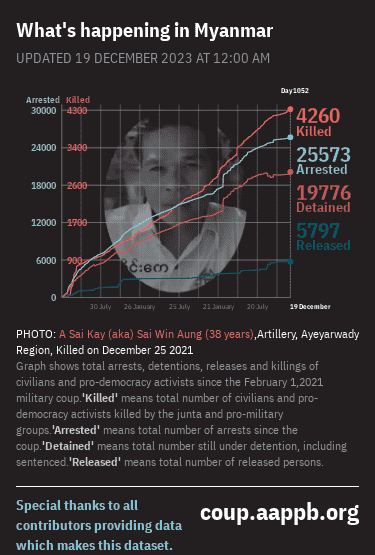 What's happening in Myanmar
UPDATED 19 DECEMBER 2023 AT 12:00 AM
Day1052
Arrested Killed
30000 4300
24000 3400
18000 2600
12000 1700
6000 900
0
4260
Killed
25573
Arrested
19776
Detained
5797
Released
30 July 26 January 25 July 21 January 20 July 19 December
PHOTO: A Sai Kay (aka) Sai Win Aung (38 years),Artillery, Ayeyarwady
Region, Killed on December 25 2021
Graph shows total arrests, detentions, releases and killings of
civilians and pro-democracy activists since the February 1,2021
military coup.'Killed' means total number of civilians and pro-
democracy activists killed by the junta and pro-military
groups.'Arrested' means total number of arrests since the
coup.'Detained' means total number still under detention, including
sentenced.'Released' means total number of released persons.
Special thanks to all
contributors providing data
which makes this dataset.
coup.aappb.org